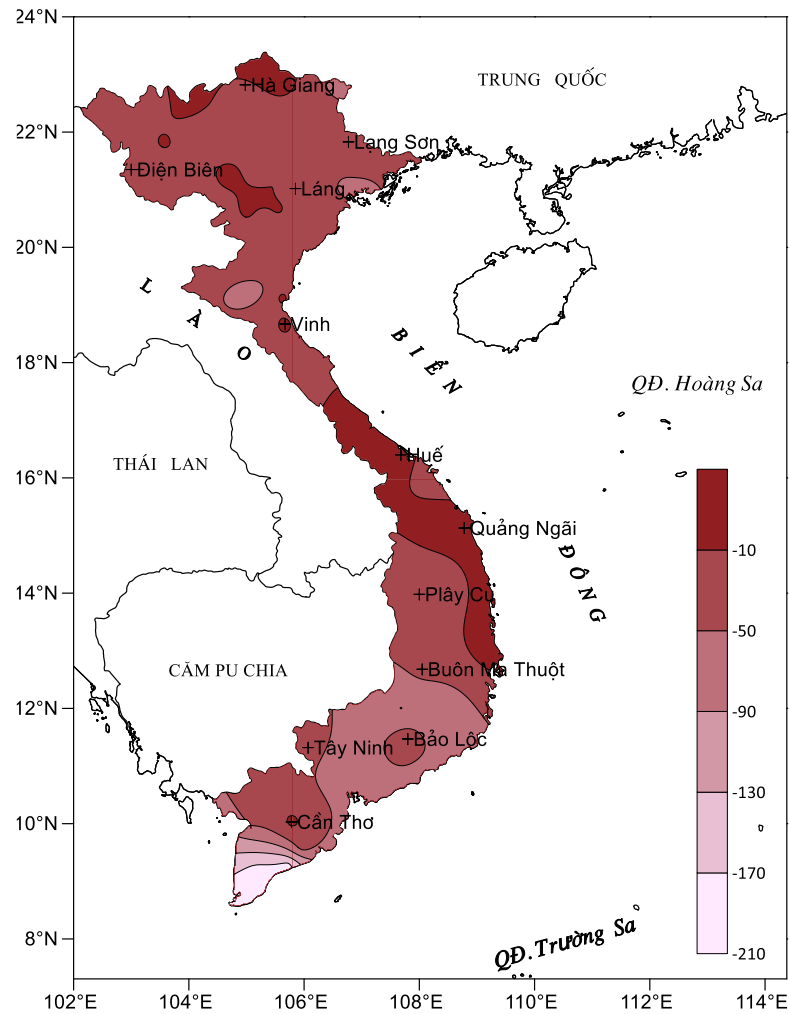 24°N
TRUNG QUỐC
Hà Giang
22°N
Lạng Sơn
Điện Biên
Láng
20°N
LÀO
Vinh
BIỂN
18°N
QĐ. Hoàng Sa
THÁI LAN
Huế
16°N
Quảng Ngãi
ĐÔNG
-10
14°N
Plây Cu
-50
CĂM PU CHIA
Buôn Ma Thuột
-90
12°N
Tây Ninh
Bảo Lộc
-130
10°N
Cần Thơ
-170
8°N
QĐ. Trường Sa
-210
102°E 104°E 106°E 108°E 110°E 112°E 114°E